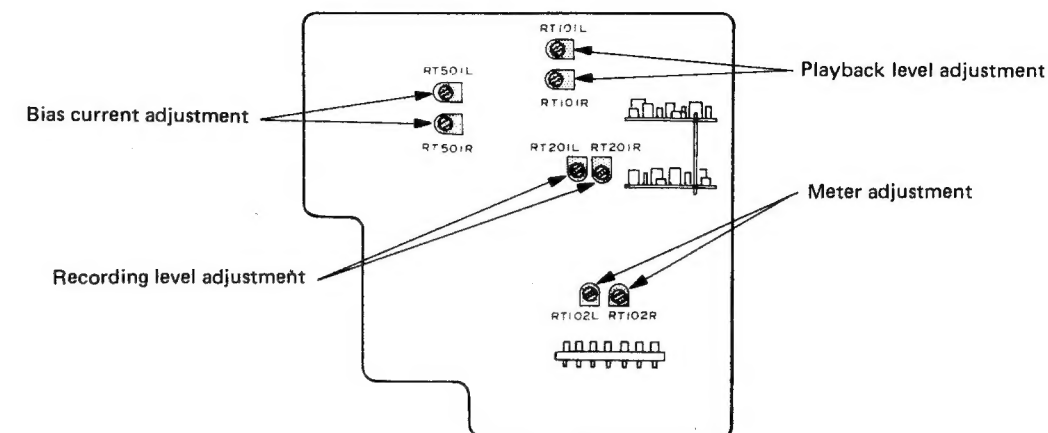 RT101L
Playback level adjustment
RT101R
RT501L
Bias current adjustment
RT501R
RT201L RT201R
Meter adjustment
Recording level adjustment
RT102L RT102R